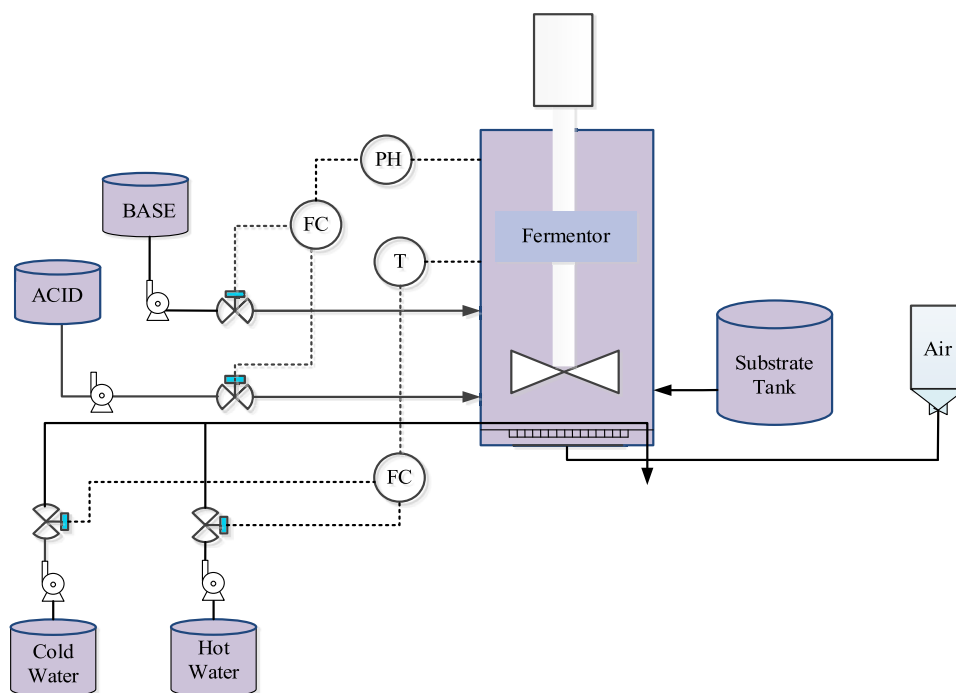 PH
BASE
FC
Fermentor
T
ACID
Air
Substrate
Tank
FC
Cold
Water
Hot
Water